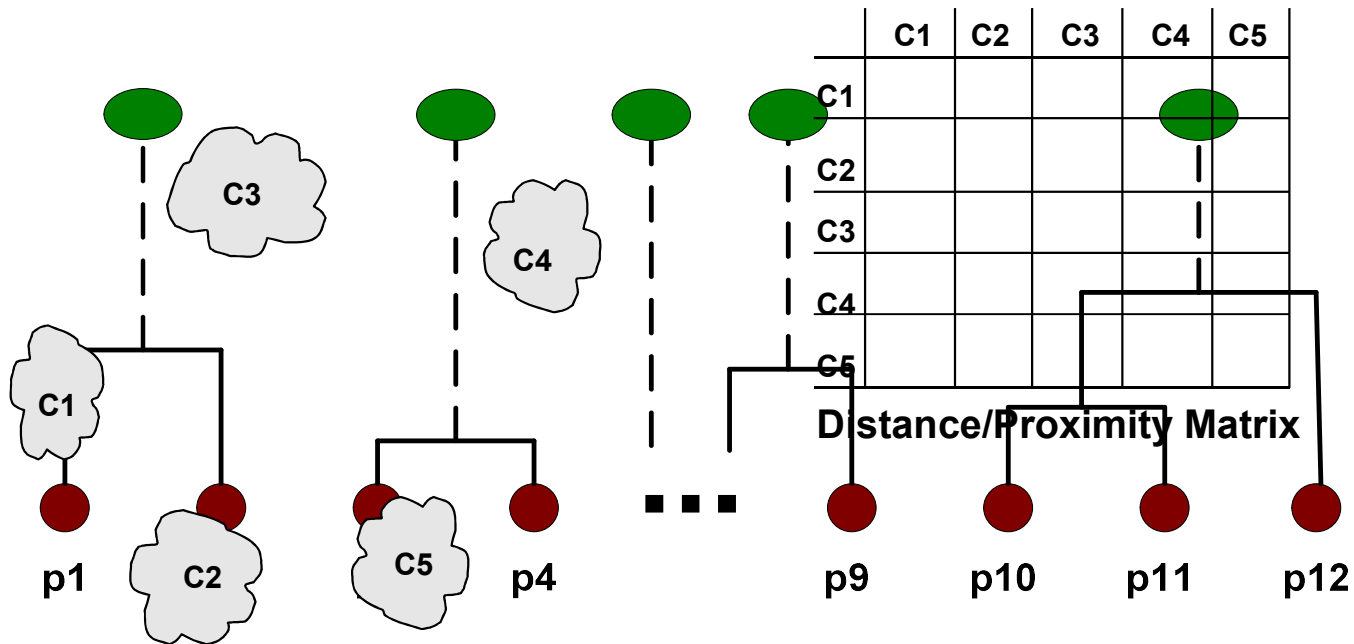 C1 C2 C3 C4 C5
C1
C2
C3
C4
C5
Distance/Proximity Matrix
C3
C4
C1
C2
C5
p1 p4 p9 p10 p11 p12